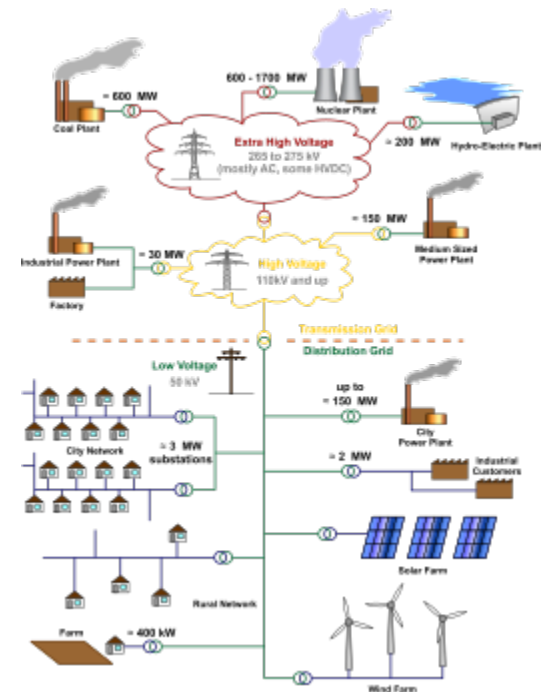 600 - 1700 MW
Nuclear Plant
≈ 600 MW
Coal Plant
Extra High Voltage
265 to 275 kV
(mostly AC, some HVDC)
≈ 200 MW
Hydro-Electric Plant
≈ 150 MW
Medium Sized
Power Plant
Industrial Power Plant
≈ 30 MW
Factory
High Voltage
110kV and up
Transmission Grid
Distribution Grid
Low Voltage
50 kV
City Network
≈ 3 MW
substations
up to
≈ 150 MW
City
Power Plant
≈ 2 MW
Industrial
Customers
Solar Farm
Rural Network
Farm
≈ 400 kW
Wind Farm